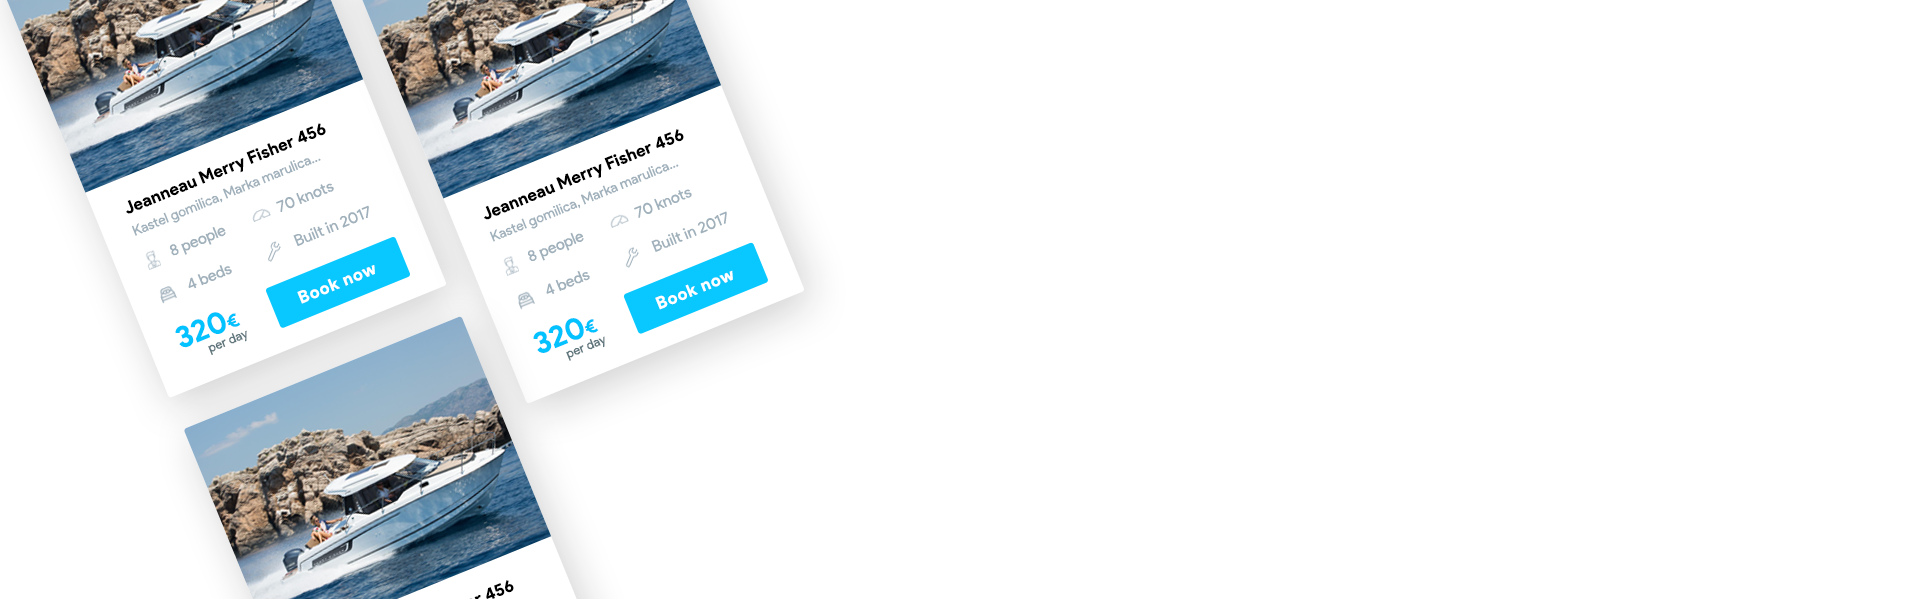 Jeanneau Merry Fisher 456
Kastel gomilica, Marka marulica...
8 people
70 knots
4 beds
Built in 2017
320€
per day
Book now
Jeanneau Merry Fisher 456
Kastel gomilica, Marka marulica...
8 people
70 knots
4 beds
Built in 2017
320€
per day
Book now
456